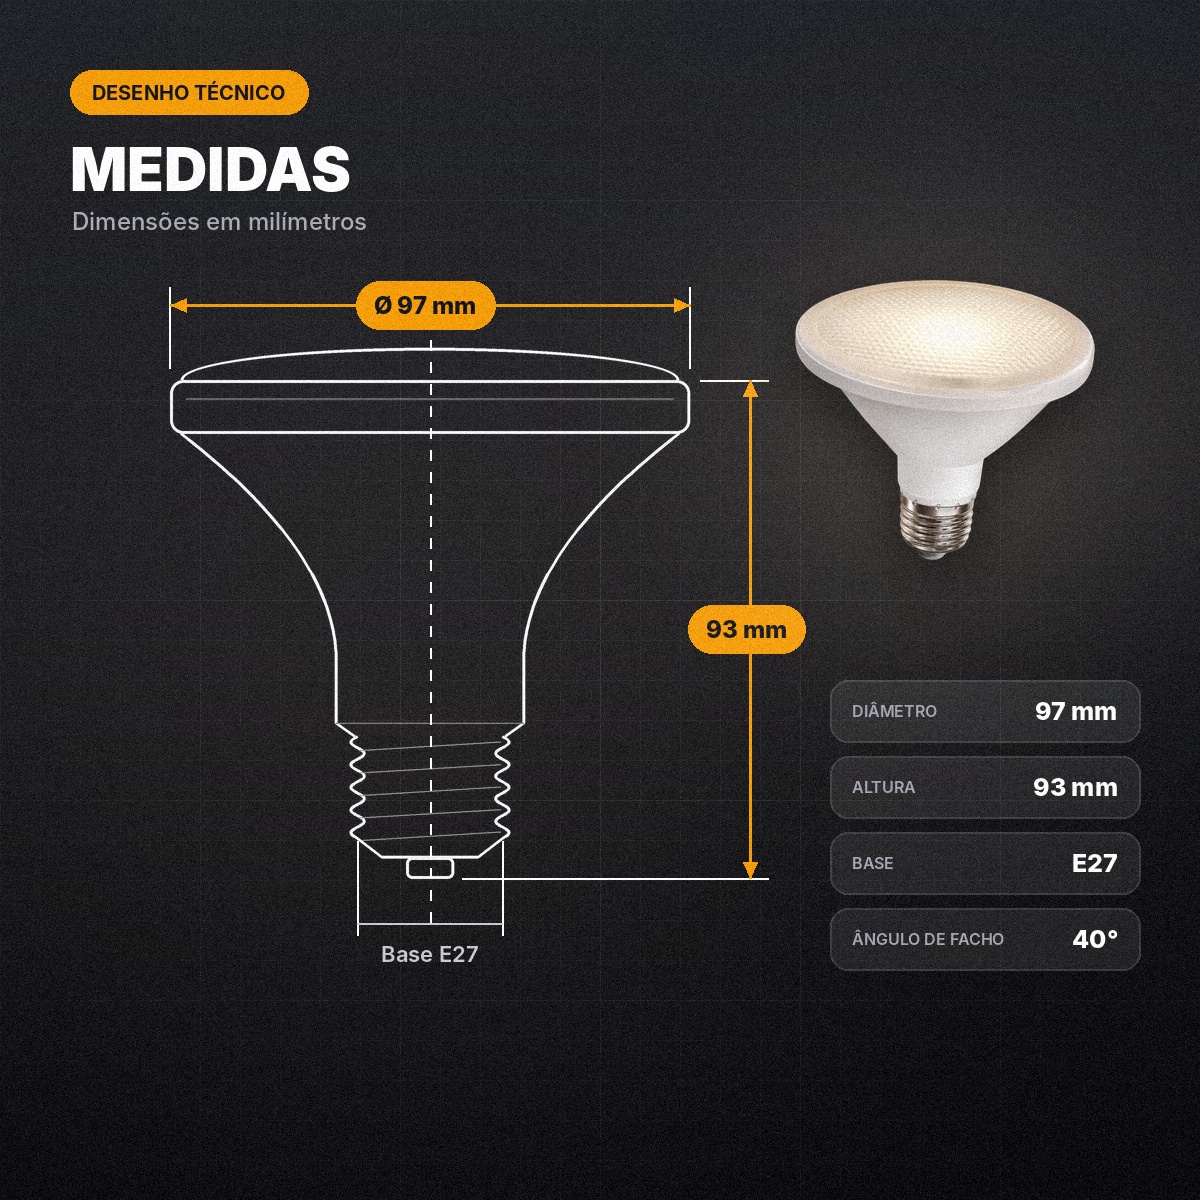 DESENHO TÉCNICO
MEDIDAS
Dimensões em milímetros
Ø 97 mm
93 mm
DIÂMETRO 97 mm
ALTURA 93 mm
BASE E27
ÂNGULO DE FACHO 40°
Base E27